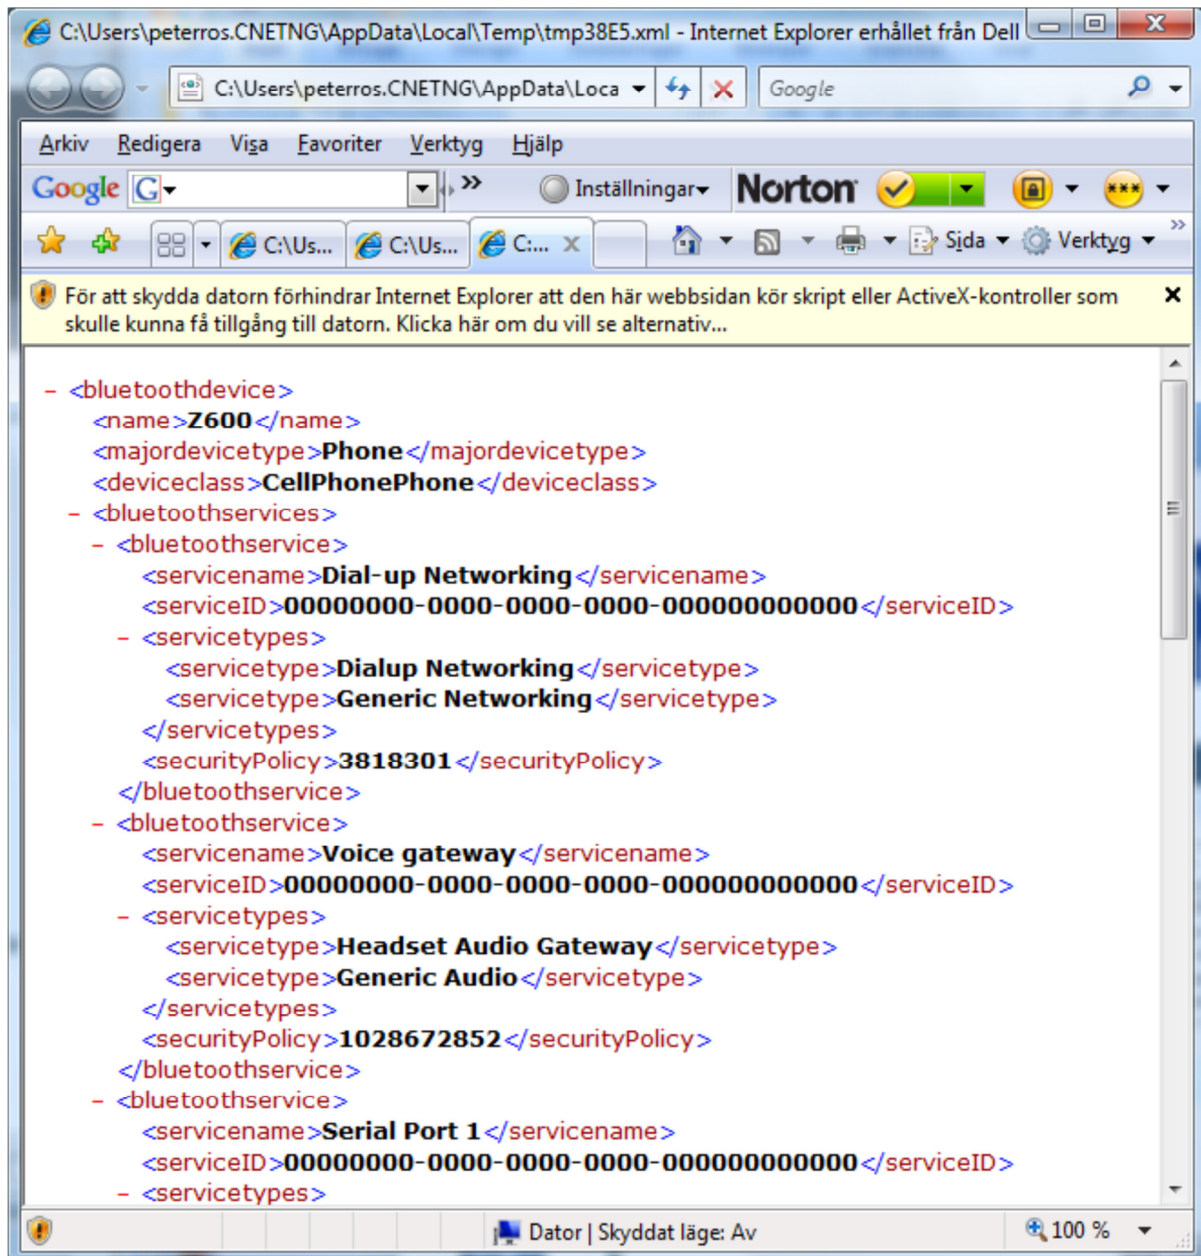 C:\Users\peterros.CNETNG\AppData\Local\Temp\tmp38E5.xml - Internet Explorer erhållet från Dell
C:\Users\peterros.CNETNG\AppData\Loca
Google
Arkiv Redigera Visa Favoriter Verktyg Hjälp
Google G Inställningar Norton
C:\Us... C:\Us... C:... Sida Verktyg
För att skydda datorn förhindrar Internet Explorer att den här webbsidan kör skript eller ActiveX-kontroller som
skulle kunna få tillgång till datorn. Klicka här om du vill se alternativ...
- <bluetoothdevice>
<name>Z600</name>
<majordevicetype>Phone</majordevicetype>
<deviceclass>CellPhonePhone</deviceclass>
- <bluetoothservices>
- <bluetoothservice>
<servicename>Dial-up Networking</servicename>
<serviceID>00000000-0000-0000-0000-000000000000</serviceID>
- <servicetypes>
<servicetype>Dialup Networking</servicetype>
<servicetype>Generic Networking</servicetype>
</servicetypes>
<securityPolicy>3818301</securityPolicy>
</bluetoothservice>
- <bluetoothservice>
<servicename>Voice gateway</servicename>
<serviceID>00000000-0000-0000-0000-000000000000</serviceID>
- <servicetypes>
<servicetype>Headset Audio Gateway</servicetype>
<servicetype>Generic Audio</servicetype>
</servicetypes>
<securityPolicy>1028672852</securityPolicy>
</bluetoothservice>
- <bluetoothservice>
<servicename>Serial Port 1</servicename>
<serviceID>00000000-0000-0000-0000-000000000000</serviceID>
- <servicetypes>
Dator | Skyddat läge: Av 100 %